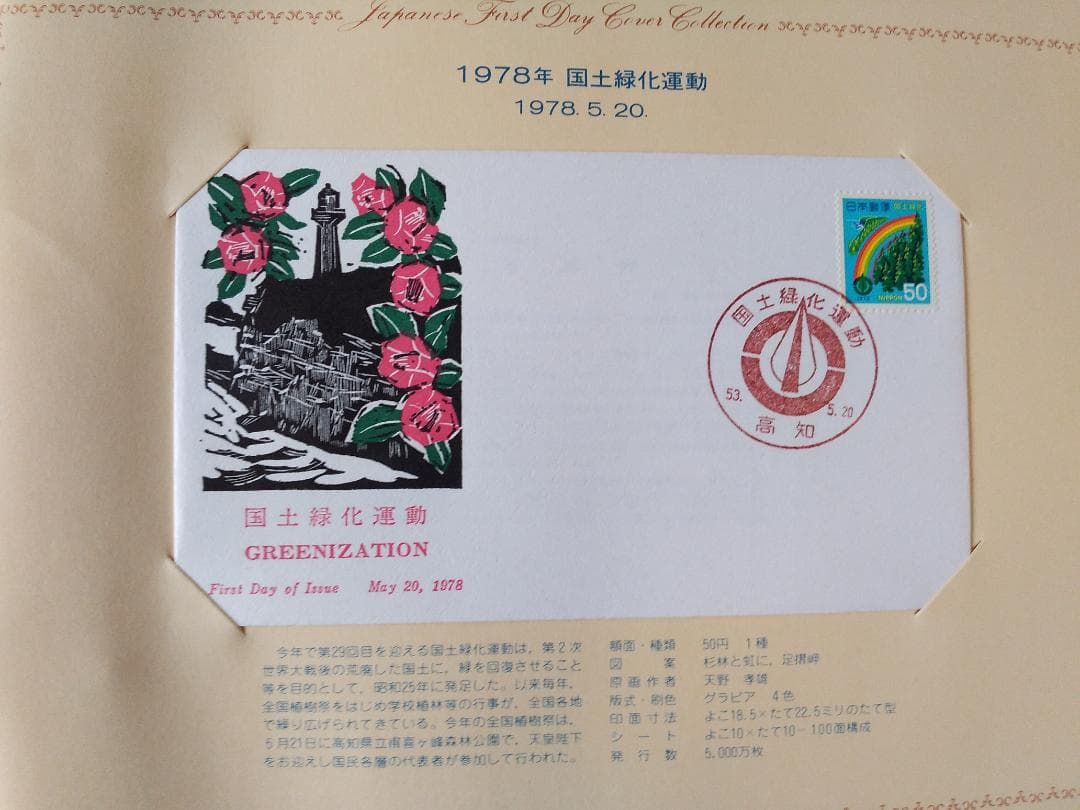 Japanese First Day Cover Collection
1978年 国土緑化運動
1978. 5. 20.
日本郵便 国土緑化
1978
NIPPON 50
国土緑化運動
53. 5. 20
高知
国土緑化運動
GREENIZATION
First Day of Issue May 20, 1978
今年で第29回目を迎える国土緑化運動は、第2次
世界大戦後の荒廃した国土に、緑を回復させること
等を目的として、昭和25年に発足した。以来毎年、
全国植樹祭をはじめ学校植林等の行事が、全国各地
で繰り広げられてきている。今年の全国植樹祭は、
5月21日に高知県立甫喜ヶ峰森林公園で、天皇陛下
をお迎えし国民各層の代表者が参加して行われた。
額面・種類 50円 1種
図案 杉林と虹に、足摺岬
原画作者 天野 孝雄
版式・刷色 グラビア 4色
印面寸法 よこ18.5×たて22.5ミリのたて型
シート よこ10×たて10-100面構成
発行数 5,000万枚